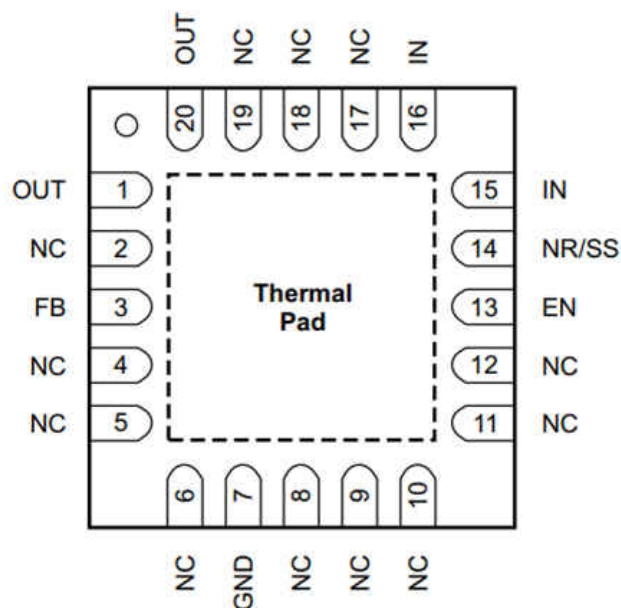 OUT NC NC NC IN
20 19 18 17 16
OUT 1 15 IN
NC 2 14 NR/SS
FB 3 13 EN
NC 4 12 NC
NC 5 11 NC
Thermal
Pad
6 7 8 9 10
NC GND NC NC NC